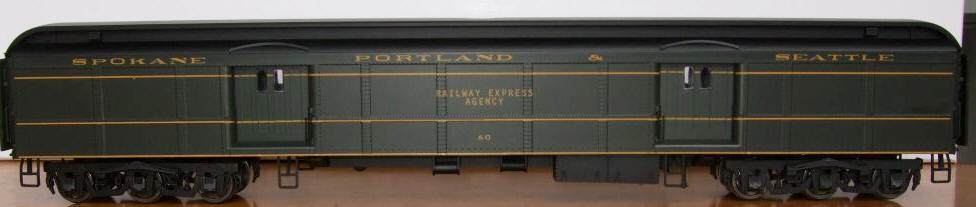 SPOKANE PORTLAND & SEATTLE
RAILWAY EXPRESS
AGENCY
60